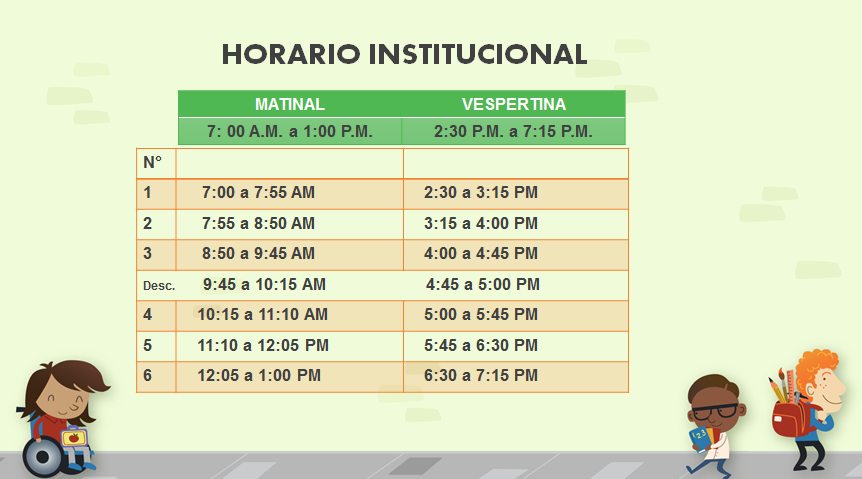 HORARIO INSTITUCIONAL
MATINAL VESPERTINA
7: 00 A.M. a 1:00 P.M. 2:30 P.M. a 7:15 P.M.
N°
1 7:00 a 7:55 AM 2:30 a 3:15 PM
2 7:55 a 8:50 AM 3:15 a 4:00 PM
3 8:50 a 9:45 AM 4:00 a 4:45 PM
Desc. 9:45 a 10:15 AM 4:45 a 5:00 PM
4 10:15 a 11:10 AM 5:00 a 5:45 PM
5 11:10 a 12:05 PM 5:45 a 6:30 PM
6 12:05 a 1:00 PM 6:30 a 7:15 PM
1,2,3